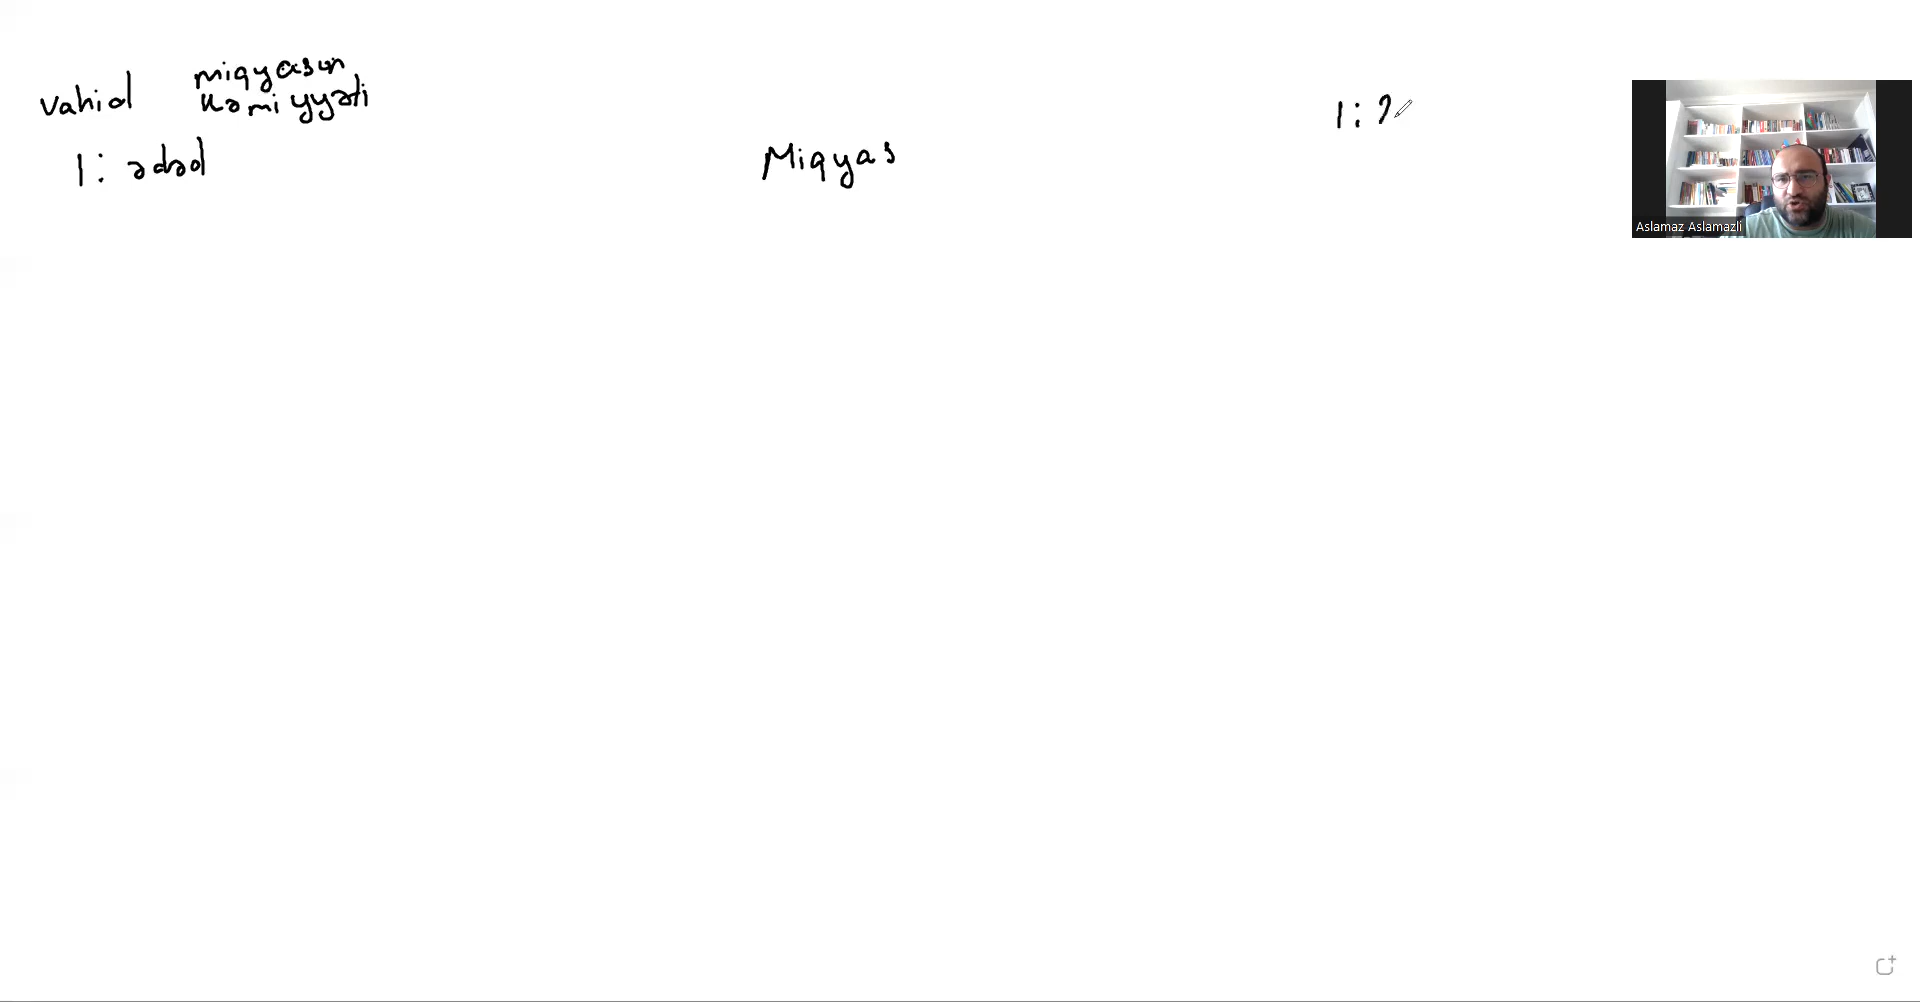 miqyasın
vahid kəmiyyəti
1: ədəd
Miqyas
1: 2
Aslamaz Aslamazli